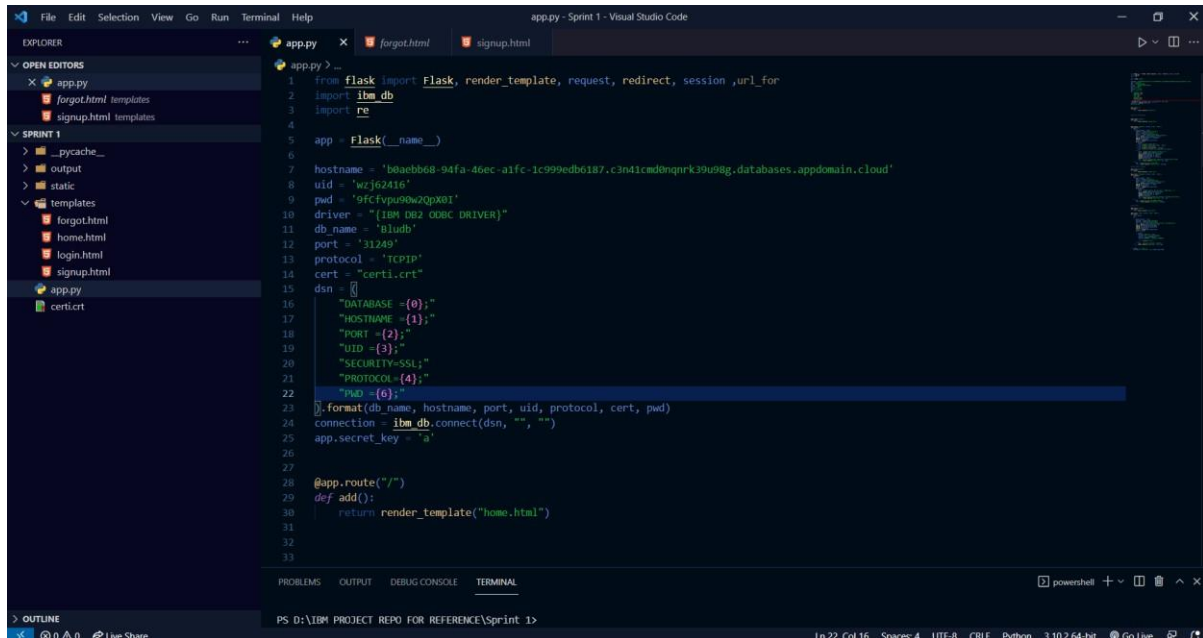 File Edit Selection View Go Run Terminal Help app.py - Sprint 1 - Visual Studio Code
EXPLORER
OPEN EDITORS
app.py
forgot.html templates
signup.html templates
SPRINT 1
__pycache__
output
static
templates
forgot.html
home.html
login.html
signup.html
app.py
certi.crt
OUTLINE
app.py forgot.html signup.html
app.py > ...
1 from flask import Flask, render_template, request, redirect, session ,url_for
2 import ibm_db
3 import re
4
5 app = Flask(__name__)
6
7 hostname = 'b0aebb68-94fa-46ec-a1fc-1c999edb6187.c3n41cmd0nqnrk39u98g.databases.appdomain.cloud'
8 uid = 'wzj62416'
9 pwd = '9fCfvpu90w2QpX0I'
10 driver = "{IBM DB2 ODBC DRIVER}"
11 db_name = 'Bludb'
12 port = '31249'
13 protocol = 'TCPIP'
14 cert = "certi.crt"
15 dsn = (
16 "DATABASE ={0};"
17 "HOSTNAME ={1};"
18 "PORT ={2};"
19 "UID ={3};"
20 "SECURITY=SSL;"
21 "PROTOCOL={4};"
22 "PWD ={6};"
23 ).format(db_name, hostname, port, uid, protocol, cert, pwd)
24 connection = ibm_db.connect(dsn, "", "")
25 app.secret_key = 'a'
26
27
28 @app.route("/")
29 def add():
30 return render_template("home.html")
31
32
33
PROBLEMS OUTPUT DEBUG CONSOLE TERMINAL powershell
PS D:\IBM PROJECT REPO FOR REFERENCE\Sprint 1>
0 0 Live Share Ln 22, Col 16 Spaces: 4 UTF-8 CRLF Python 3.10.2 64-bit Go Live